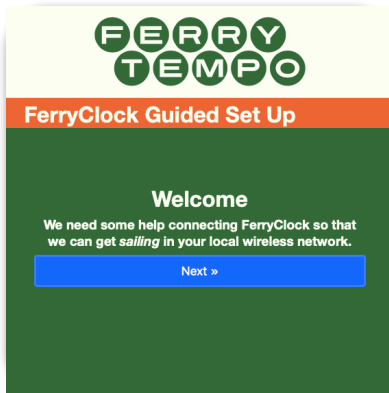 FERRY
TEMPO
FerryClock Guided Set Up
Welcome
We need some help connecting FerryClock so that
we can get sailing in your local wireless network.
Next »